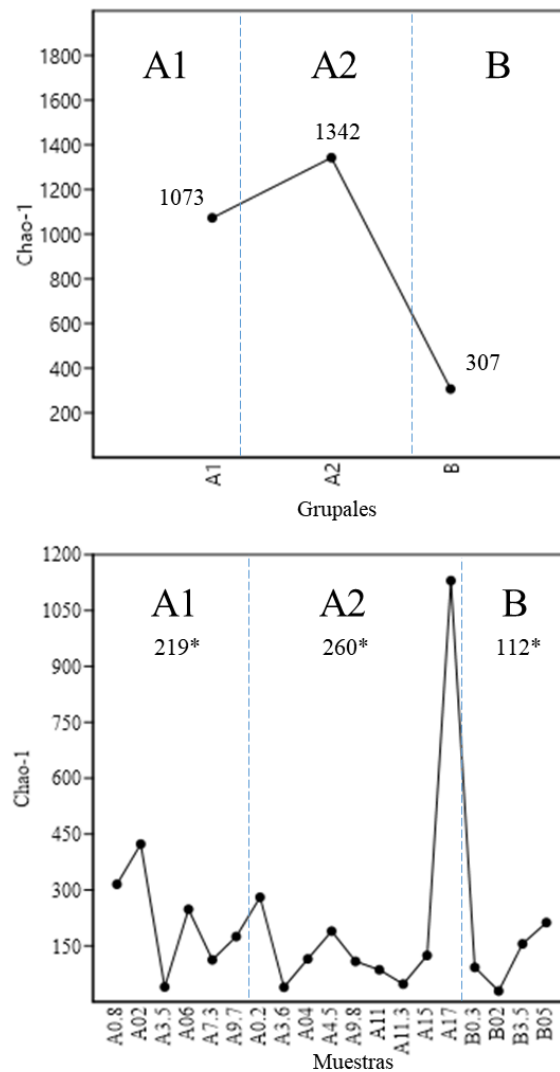 1800
1600
1400
1200
1000
800
600
400
200
Chao-1
A1
A2
B
1073
1342
307
A1
A2
B
Grupales
1200
1050
900
750
600
450
300
150
Chao-1
A1
A2
B
219*
260*
112*
A0.8
A02
A3.5
A06
A7.3
A9.7
A0.2
A3.6
A04
A4.5
A9.8
A11
A11.3
A15
A17
B0.3
B02
B3.5
B05
Muestras